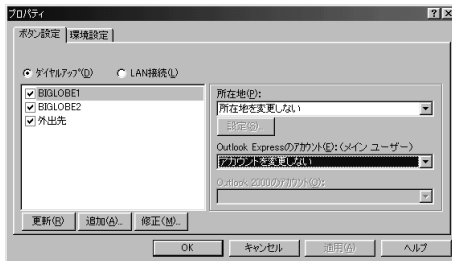 プロパティ
ボタン設定 環境設定
ダイヤルアップ(D) LAN接続(L)
BIGLOBE1
BIGLOBE2
外出先
所在地(P):
所在地を変更しない
設定(S)...
Outlook Expressのアカウント(E):(メイン ユーザー)
アカウントを変更しない
Outlook 2000のアカウント(O):
更新(R) 追加(A)... 修正(M)...
OK キャンセル 適用(A) ヘルプ